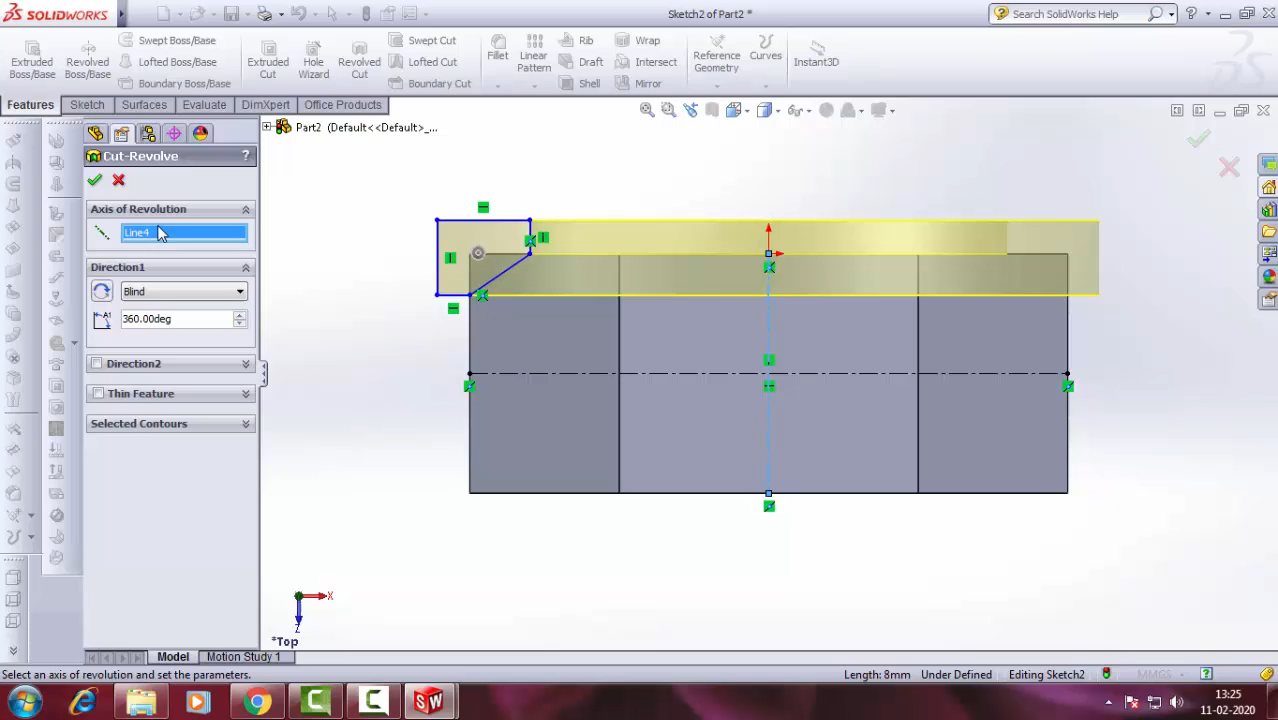 SOLIDWORKS
Sketch2 of Part2 *
Search SolidWorks Help
Extruded Boss/Base
Revolved Boss/Base
Swept Boss/Base
Lofted Boss/Base
Boundary Boss/Base
Extruded Cut
Hole Wizard
Revolved Cut
Swept Cut
Lofted Cut
Boundary Cut
Fillet
Linear Pattern
Rib
Draft
Shell
Wrap
Intersect
Mirror
Reference Geometry
Curves
Instant3D
Features
Sketch
Surfaces
Evaluate
DimXpert
Office Products
Part2 (Default<<Default>_...
Cut-Revolve
?
Axis of Revolution
Line4
Direction1
Blind
A1
360.00deg
Direction2
Thin Feature
Selected Contours
X
Z
*Top
Model
Motion Study 1
Select an axis of revolution and set the parameters.
Length: 8mm
Under Defined
Editing Sketch2
MMGS
?
13:25
11-02-2020